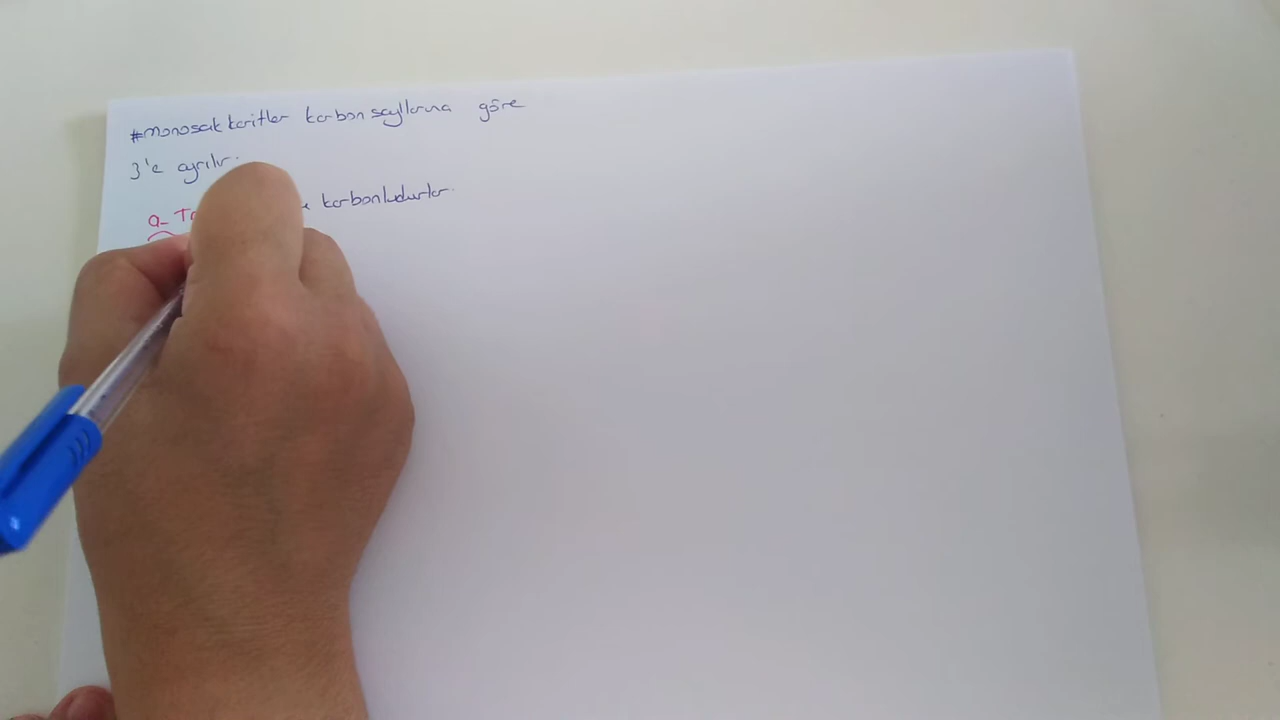 #monosakkaritler karbon sayılarına göre
3'e ayrılır.
a- karbonludurlar.